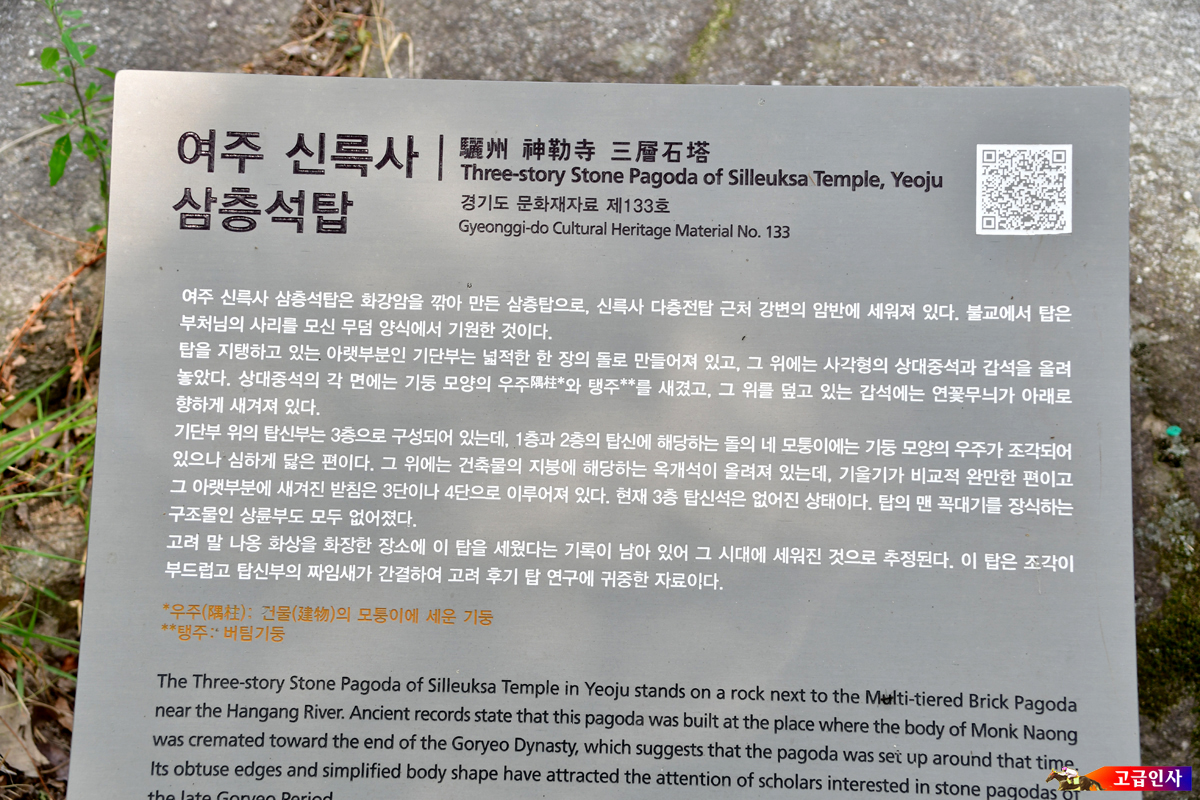 여주 신륵사
삼층석탑
驪州 神勒寺 三層石塔
Three-story Stone Pagoda of Silleuksa Temple, Yeoju
경기도 문화재자료 제133호
Gyeonggi-do Cultural Heritage Material No. 133
여주 신륵사 삼층석탑은 화강암을 깎아 만든 삼층탑으로, 신륵사 다층전탑 근처 강변의 암반에 세워져 있다. 불교에서 탑은
부처님의 사리를 모신 무덤 양식에서 기원한 것이다.
탑을 지탱하고 있는 아랫부분인 기단부는 넓적한 한 장의 돌로 만들어져 있고, 그 위에는 사각형의 상대중석과 갑석을 올려
놓았다. 상대중석의 각 면에는 기둥 모양의 우주隅柱*와 탱주**를 새겼고, 그 위를 덮고 있는 갑석에는 연꽃무늬가 아래로
향하게 새겨져 있다.
기단부 위의 탑신부는 3층으로 구성되어 있는데, 1층과 2층의 탑신에 해당하는 돌의 네 모퉁이에는 기둥 모양의 우주가 조각되어
있으나 심하게 닳은 편이다. 그 위에는 건축물의 지붕에 해당하는 옥개석이 올려져 있는데, 기울기가 비교적 완만한 편이고
그 아랫부분에 새겨진 받침은 3단이나 4단으로 이루어져 있다. 현재 3층 탑신석은 없어진 상태이다. 탑의 맨 꼭대기를 장식하는
구조물인 상륜부도 모두 없어졌다.
고려 말 나옹 화상을 화장한 장소에 이 탑을 세웠다는 기록이 남아 있어 그 시대에 세워진 것으로 추정된다. 이 탑은 조각이
부드럽고 탑신부의 짜임새가 간결하여 고려 후기 탑 연구에 귀중한 자료이다.
*우주(隅柱): 건물(建物)의 모퉁이에 세운 기둥
**탱주: 버팀기둥
The Three-story Stone Pagoda of Silleuksa Temple in Yeoju stands on a rock next to the Multi-tiered Brick Pagoda
near the Hangang River. Ancient records state that this pagoda was built at the place where the body of Monk Naong
was cremated toward the end of the Goryeo Dynasty, which suggests that the pagoda was set up around that time.
Its obtuse edges and simplified body shape have attracted the attention of scholars interested in stone pagodas of
the late Goryeo Period.
고급인사